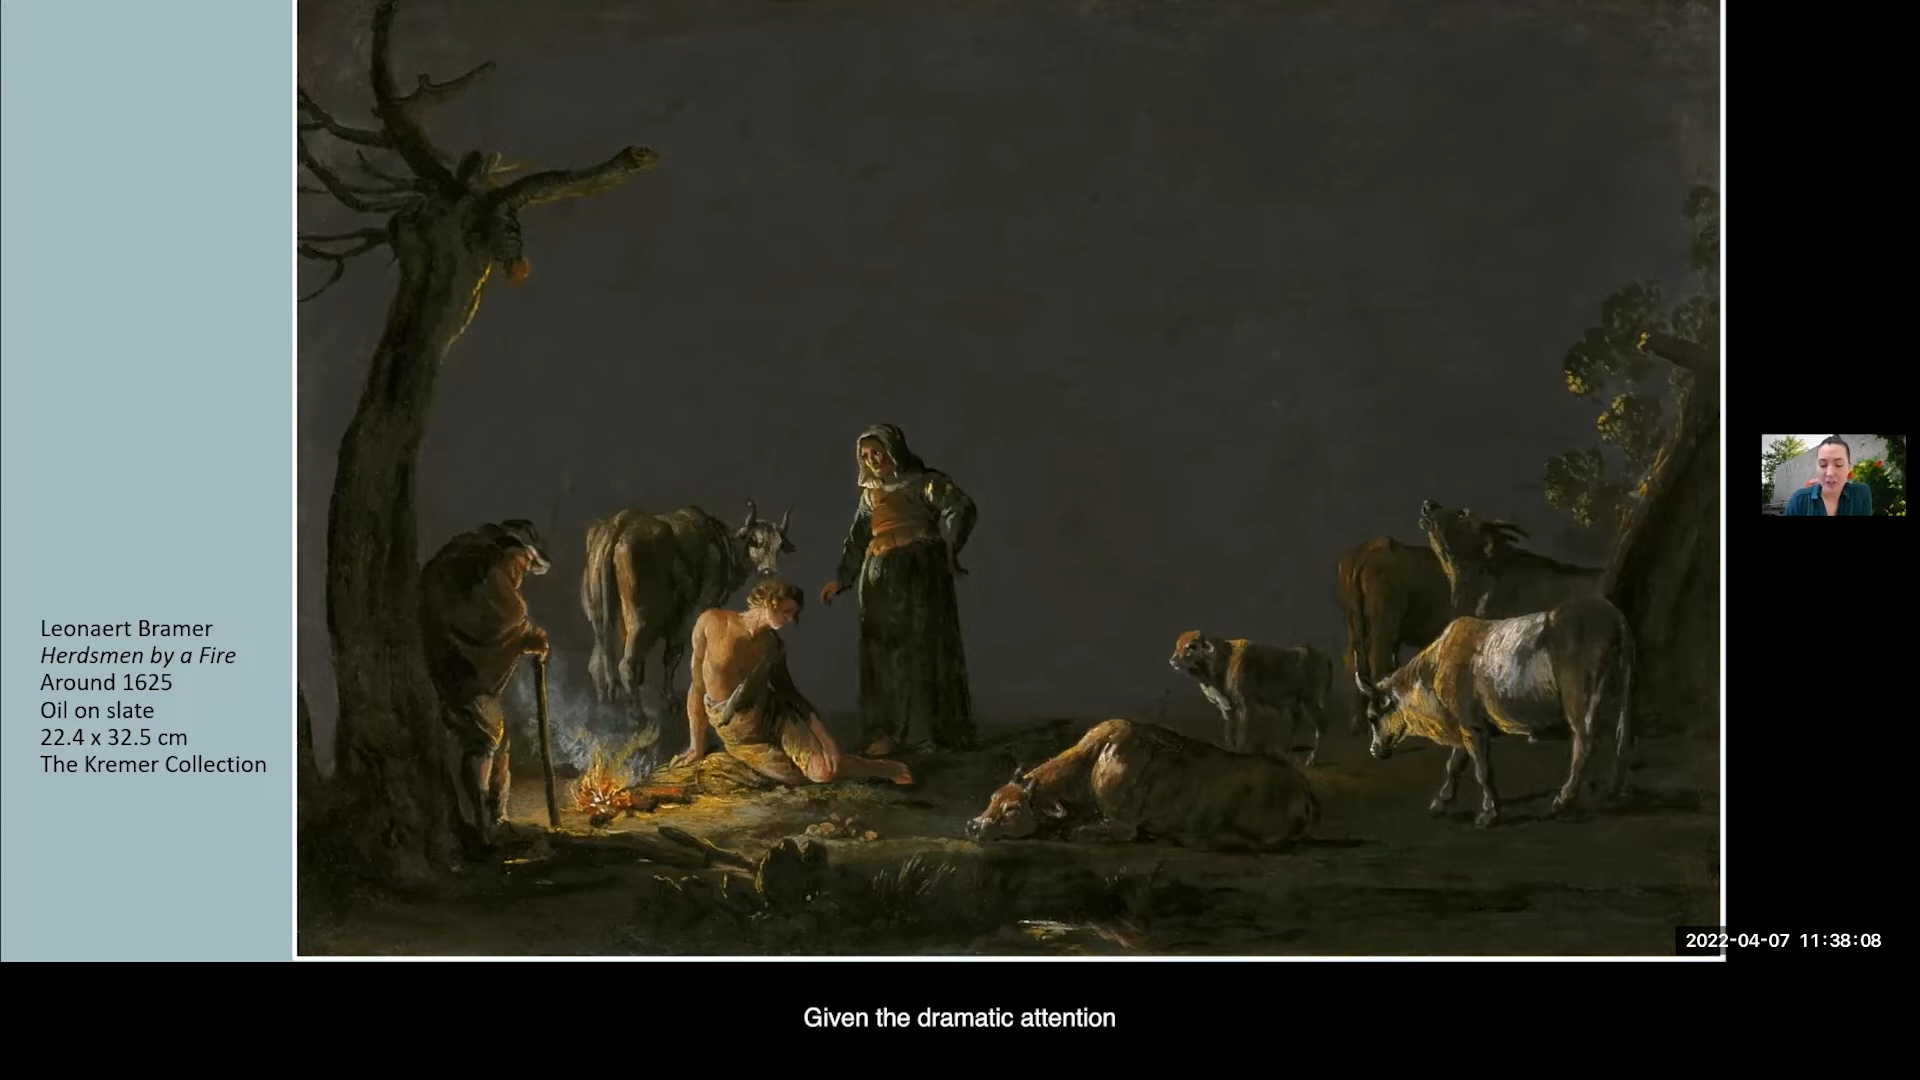 Leonaert Bramer
Herdsmen by a Fire
Around 1625
Oil on slate
22.4 x 32.5 cm
The Kremer Collection
2022-04-07 11:38:08
Given the dramatic attention